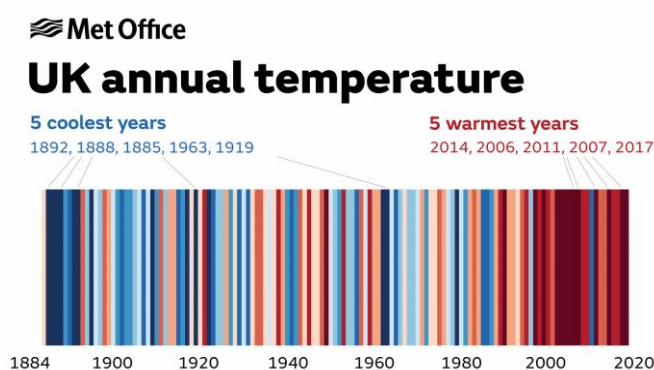 Met Office
UK annual temperature
5 coolest years
1892, 1888, 1885, 1963, 1919
5 warmest years
2014, 2006, 2011, 2007, 2017
1884 1900 1920 1940 1960 1980 2000 2020